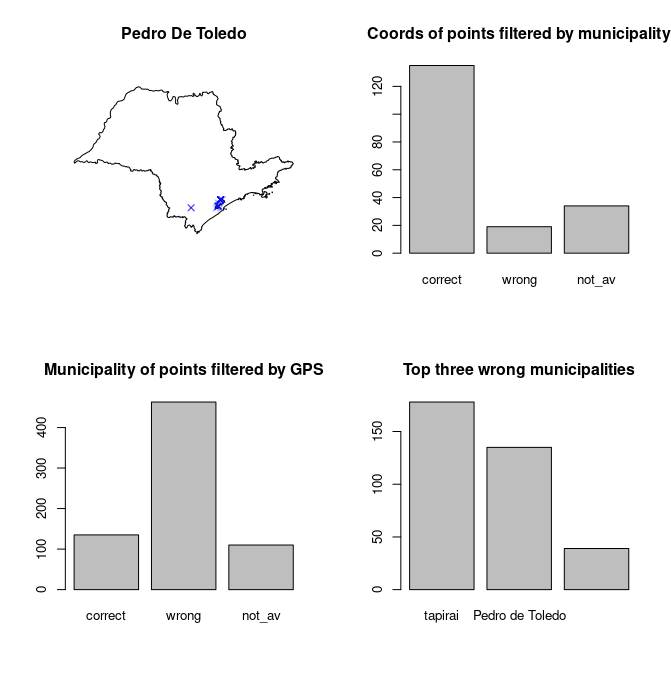 Pedro De Toledo
Coords of points filtered by municipality
0 20 40 60 80 120
correct wrong not_av
Municipality of points filtered by GPS
0 100 200 300 400
correct wrong not_av
Top three wrong municipalities
0 50 100 150
tapirai Pedro de Toledo